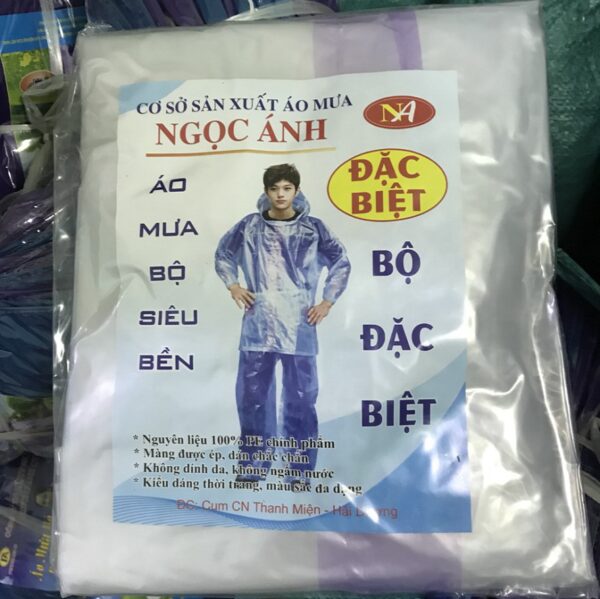 CƠ SỞ SẢN XUẤT ÁO MƯA
NGỌC ÁNH
NA
ĐẶC
BIỆT
ÁO
MƯA
BỘ
SIÊU
BỀN
BỘ
ĐẶC
BIỆT
* Nguyên liệu 100% PE chính phẩm
* Màng được ép, dán chắc chắn
* Không dính da, không ngấm nước
* Kiểu dáng thời trang, màu sắc đa dạng
ĐC: Cụm CN Thanh Miện - Hải Dương
Áo Mưa